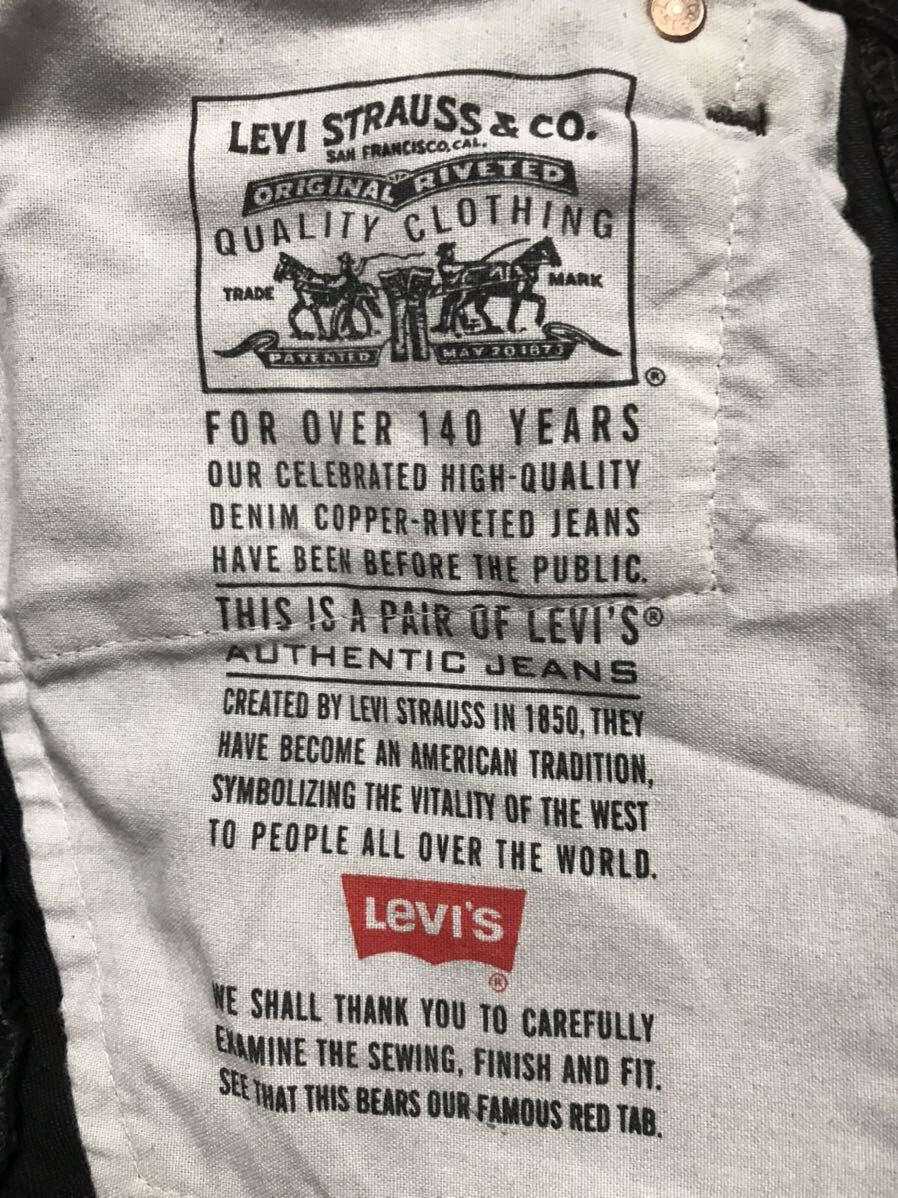 LEVI STRAUSS & CO.
SAN FRANCISCO, CAL.
ORIGINAL RIVETED
QUALITY CLOTHING
TRADE MARK
PATENTED MAY 20 1873
®
FOR OVER 140 YEARS
OUR CELEBRATED HIGH-QUALITY
DENIM COPPER-RIVETED JEANS
HAVE BEEN BEFORE THE PUBLIC.
THIS IS A PAIR OF LEVI'S®
AUTHENTIC JEANS
CREATED BY LEVI STRAUSS IN 1850, THEY
HAVE BECOME AN AMERICAN TRADITION,
SYMBOLIZING THE VITALITY OF THE WEST
TO PEOPLE ALL OVER THE WORLD.
Levi's
®
WE SHALL THANK YOU TO CAREFULLY
EXAMINE THE SEWING, FINISH AND FIT.
SEE THAT THIS BEARS OUR FAMOUS RED TAB.